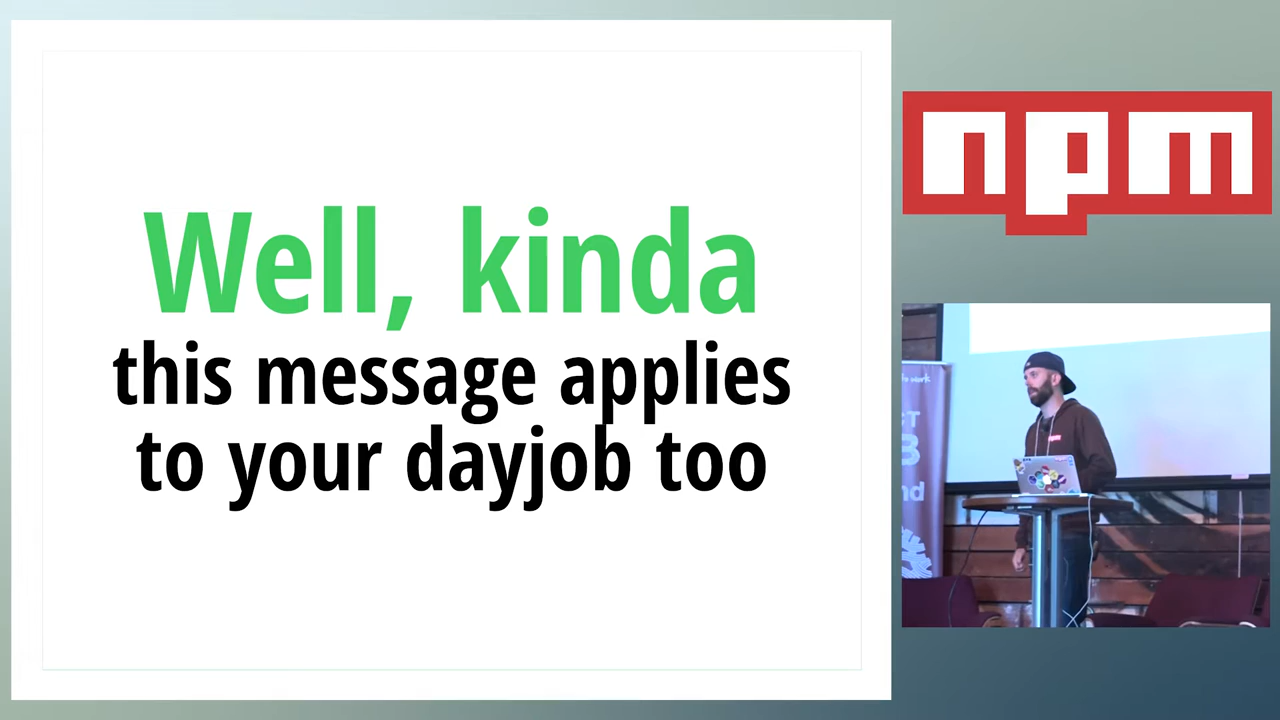 Well, kinda
this message applies
to your dayjob too
npm